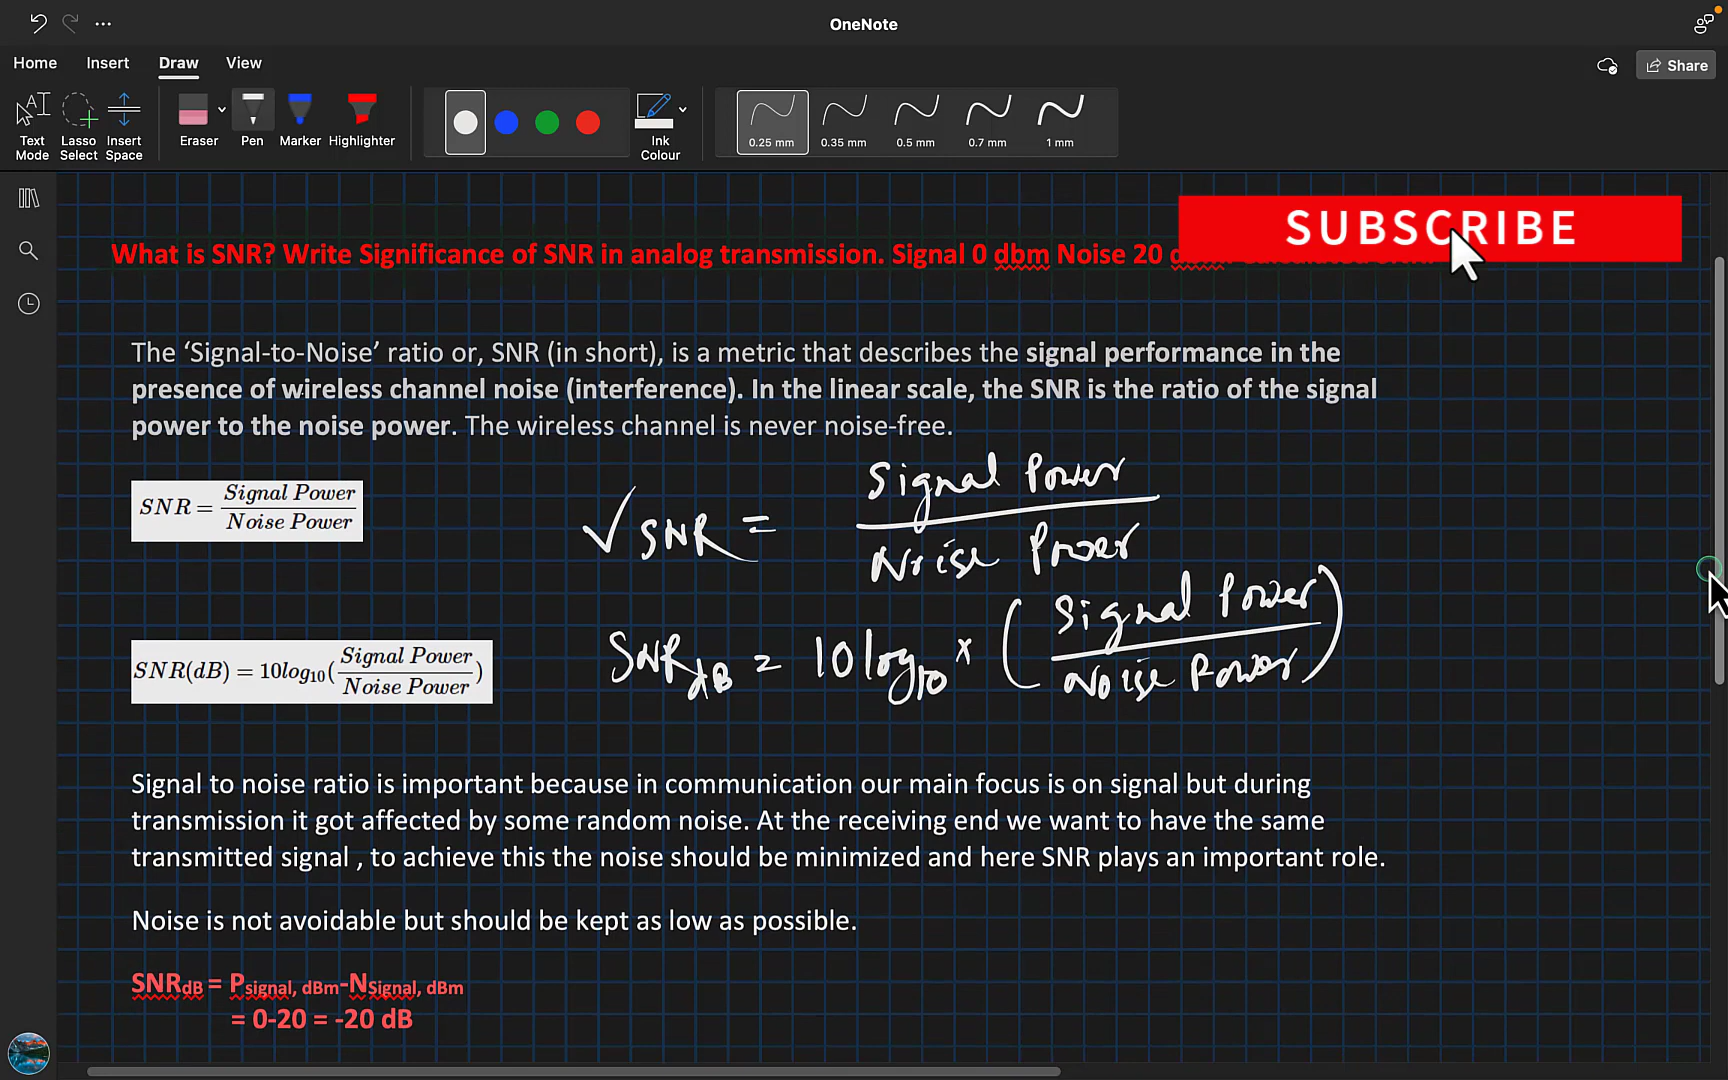 OneNote
Home Insert Draw View
Share
Text Mode
Lasso Select
Insert Space
Eraser
Pen
Marker
Highlighter
Ink Colour
0.25 mm
0.35 mm
0.5 mm
0.7 mm
1 mm
SUBSCRIBE
What is SNR? Write Significance of SNR in analog transmission. Signal 0 dbm Noise 20
The ‘Signal-to-Noise’ ratio or, SNR (in short), is a metric that describes the signal performance in the
presence of wireless channel noise (interference). In the linear scale, the SNR is the ratio of the signal
power to the noise power. The wireless channel is never noise-free.
SNR = Signal Power / Noise Power
✓ SNR = Signal Power / Noise Power
SNR(dB) = 10log10(Signal Power / Noise Power)
SNR dB = 10 log10 × (Signal Power / Noise Power)
Signal to noise ratio is important because in communication our main focus is on signal but during
transmission it got affected by some random noise. At the receiving end we want to have the same
transmitted signal , to achieve this the noise should be minimized and here SNR plays an important role.
Noise is not avoidable but should be kept as low as possible.
SNRdB = Psignal, dBm-NSignal, dBm
= 0-20 = -20 dB